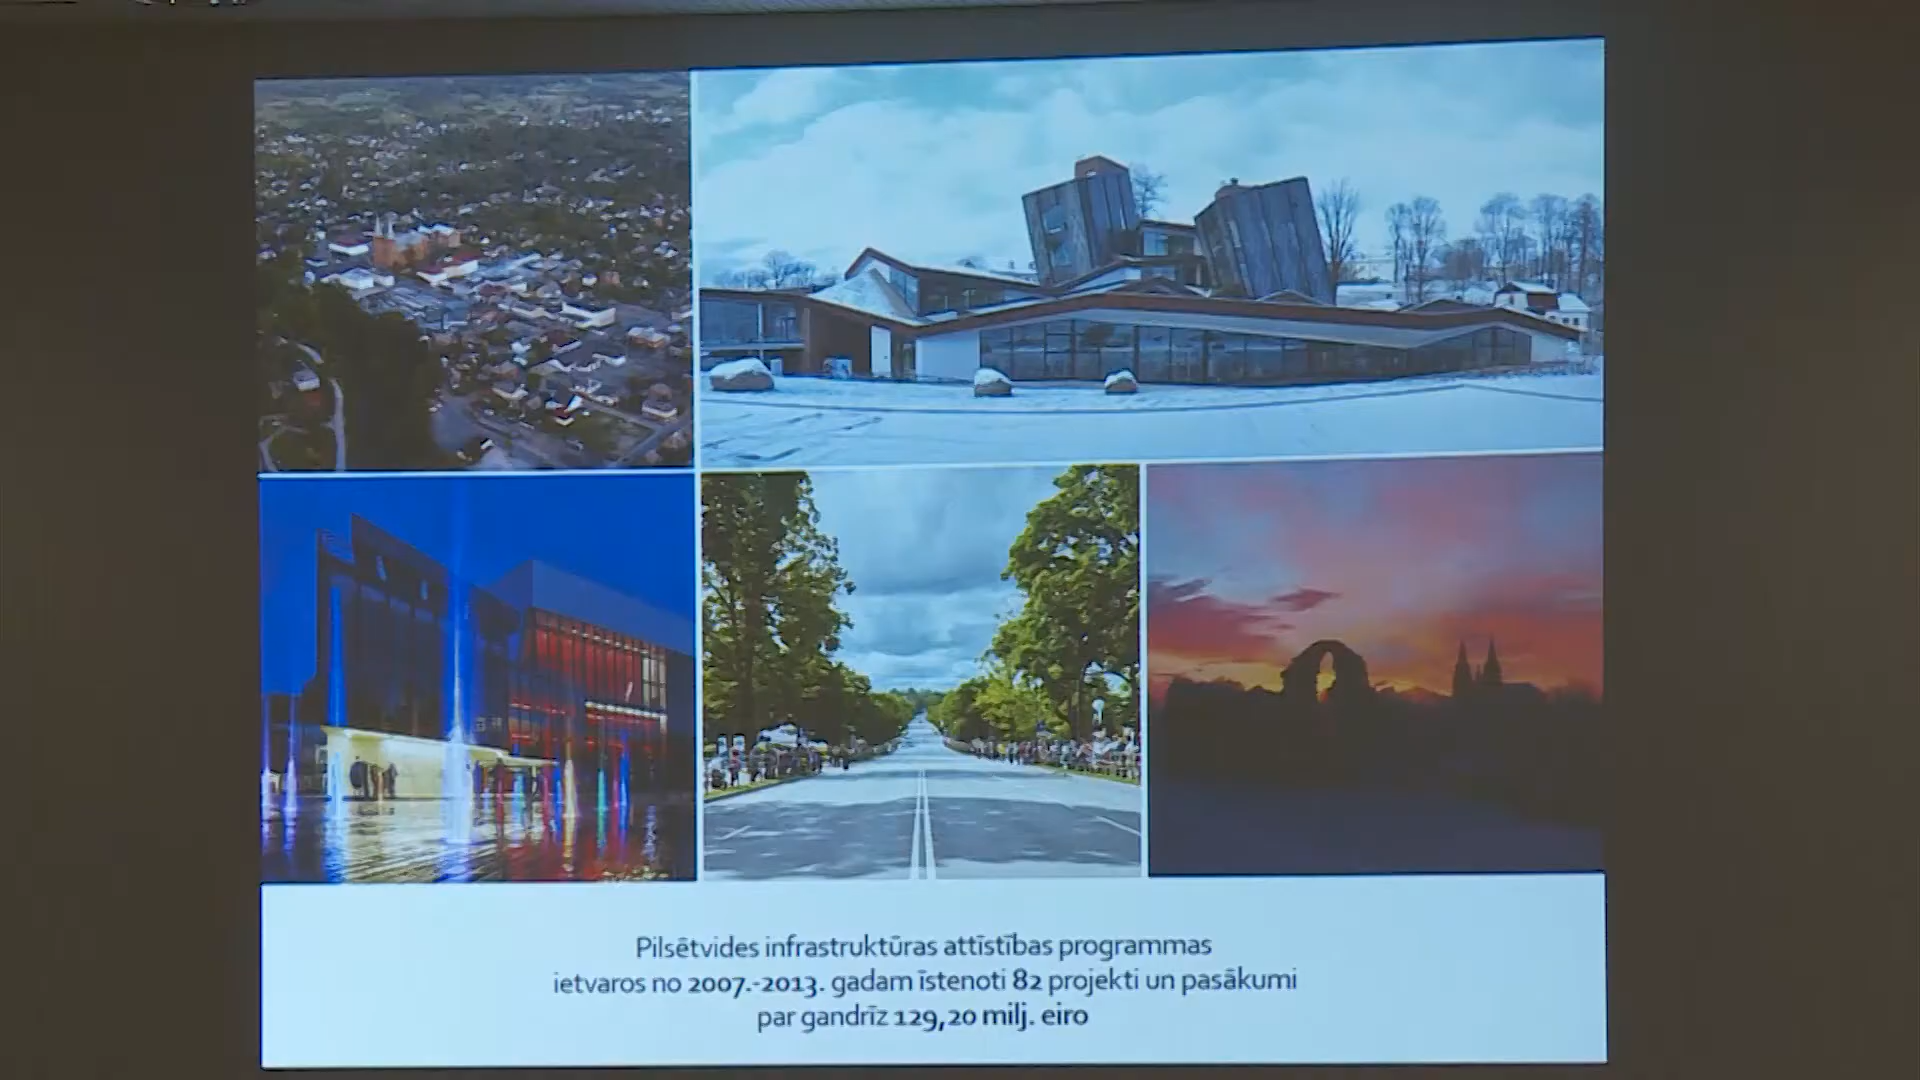 Pilsētvides infrastruktūras attīstības programmas
ietvaros no 2007.-2013. gadam īstenoti 82 projekti un pasākumi
par gandrīz 129,20 milj. eiro